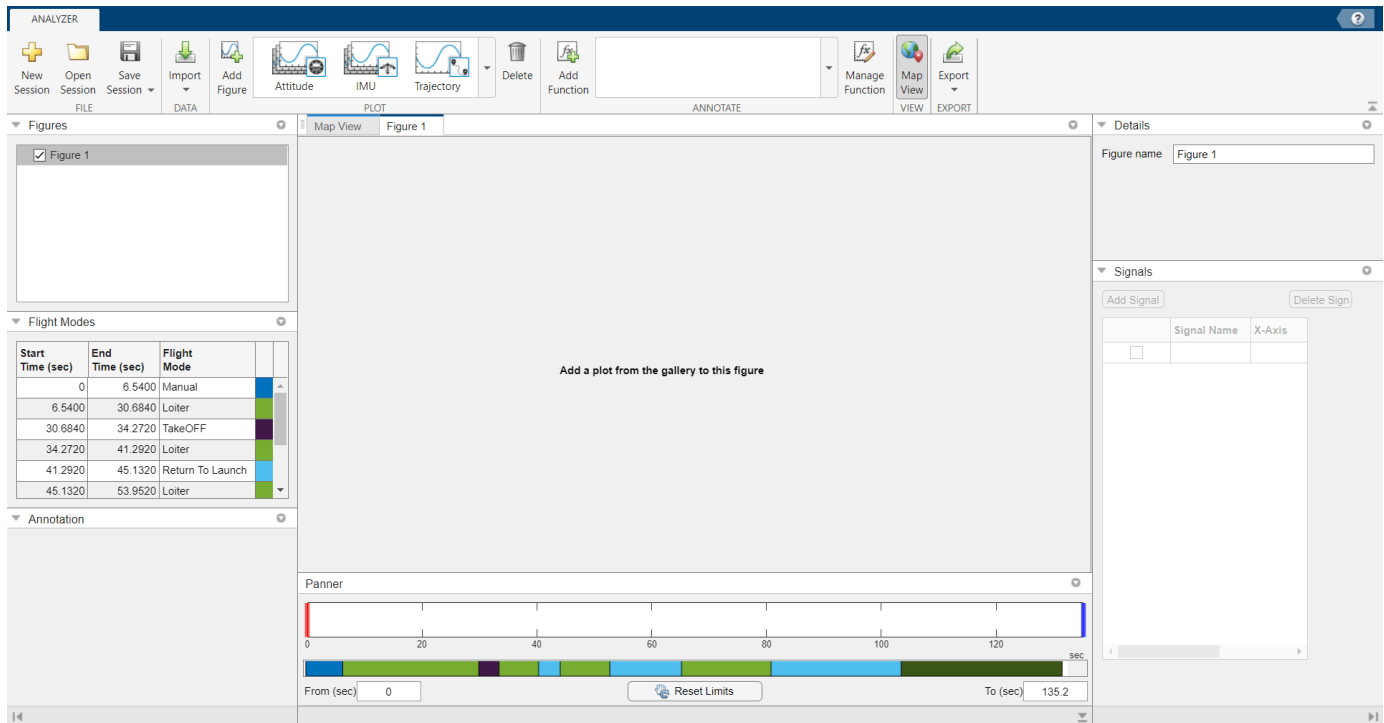 ANALYZER
?
New Session
Open Session
Save Session
Import
Add Figure
Attitude
IMU
Trajectory
Delete
Add Function
Manage Function
Map View
Export
FILE
DATA
PLOT
ANNOTATE
VIEW
EXPORT
Figures
Figure 1
Map View
Figure 1
Details
Figure name
Figure 1
Signals
Add Signal
Delete Sign
Signal Name X-Axis
Flight Modes
Start Time (sec) End Time (sec) Flight Mode
0 6.5400 Manual
6.5400 30.6840 Loiter
30.6840 34.2720 TakeOFF
34.2720 41.2920 Loiter
41.2920 45.1320 Return To Launch
45.1320 53.9520 Loiter
Annotation
Add a plot from the gallery to this figure
Panner
0 20 40 60 80 100 120
sec
From (sec) 0
Reset Limits
To (sec) 135.2